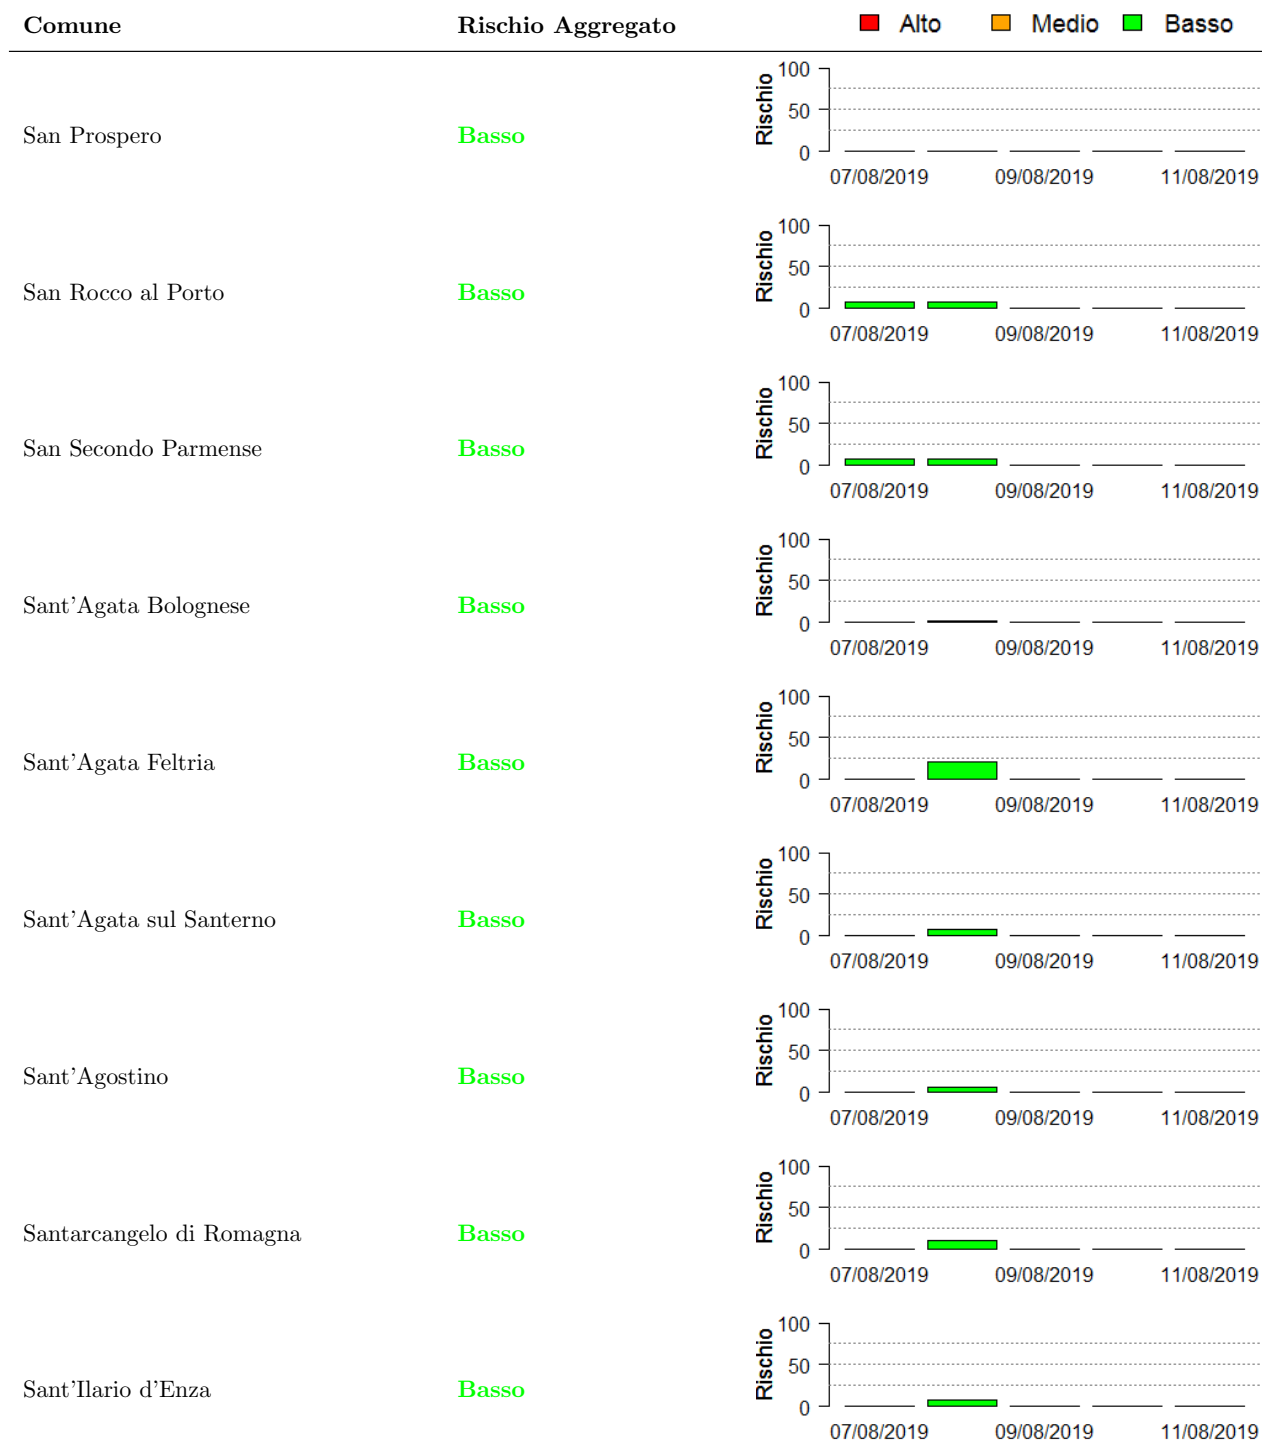 Comune Rischio Aggregato Alto Medio Basso
San Prospero Basso Rischio 100 50 0
07/08/2019 09/08/2019 11/08/2019
San Rocco al Porto Basso Rischio 100 50 0
07/08/2019 09/08/2019 11/08/2019
San Secondo Parmense Basso Rischio 100 50 0
07/08/2019 09/08/2019 11/08/2019
Sant'Agata Bolognese Basso Rischio 100 50 0
07/08/2019 09/08/2019 11/08/2019
Sant'Agata Feltria Basso Rischio 100 50 0
07/08/2019 09/08/2019 11/08/2019
Sant'Agata sul Santerno Basso Rischio 100 50 0
07/08/2019 09/08/2019 11/08/2019
Sant'Agostino Basso Rischio 100 50 0
07/08/2019 09/08/2019 11/08/2019
Santarcangelo di Romagna Basso Rischio 100 50 0
07/08/2019 09/08/2019 11/08/2019
Sant'Ilario d'Enza Basso Rischio 100 50 0
07/08/2019 09/08/2019 11/08/2019